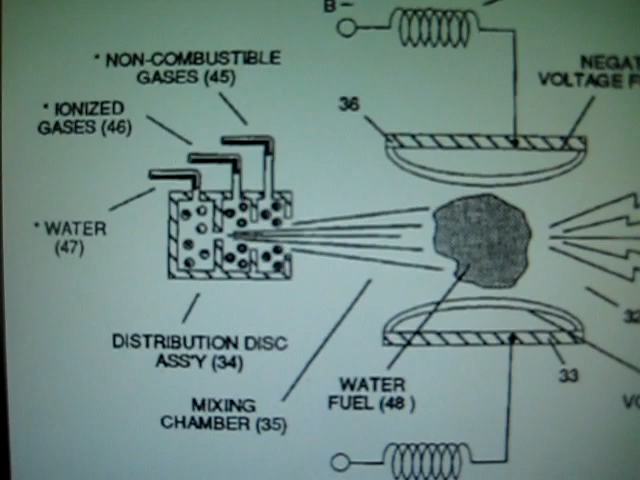 B-
* NON-COMBUSTIBLE
GASES (45)
NEGAT
VOLTAGE F
* IONIZED
GASES (46)
36
* WATER
(47)
32
DISTRIBUTION DISC
ASS'Y (34)
33
WATER
FUEL (48 )
MIXING
CHAMBER (35)
VO